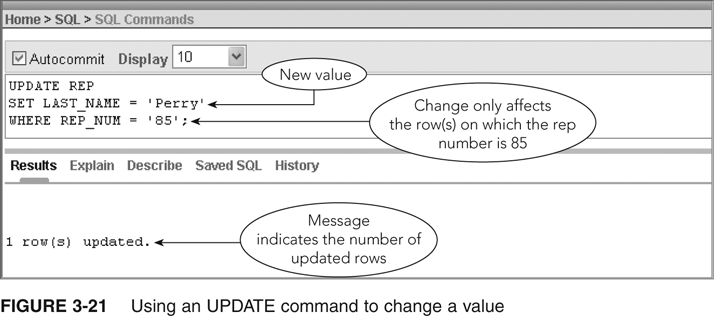 Home > SQL > SQL Commands
Autocommit Display 10
UPDATE REP
SET LAST_NAME = 'Perry'
WHERE REP_NUM = '85';
New value
Change only affects
the row(s) on which the rep
number is 85
Results Explain Describe Saved SQL History
1 row(s) updated.
Message
indicates the number of
updated rows
FIGURE 3-21 Using an UPDATE command to change a value